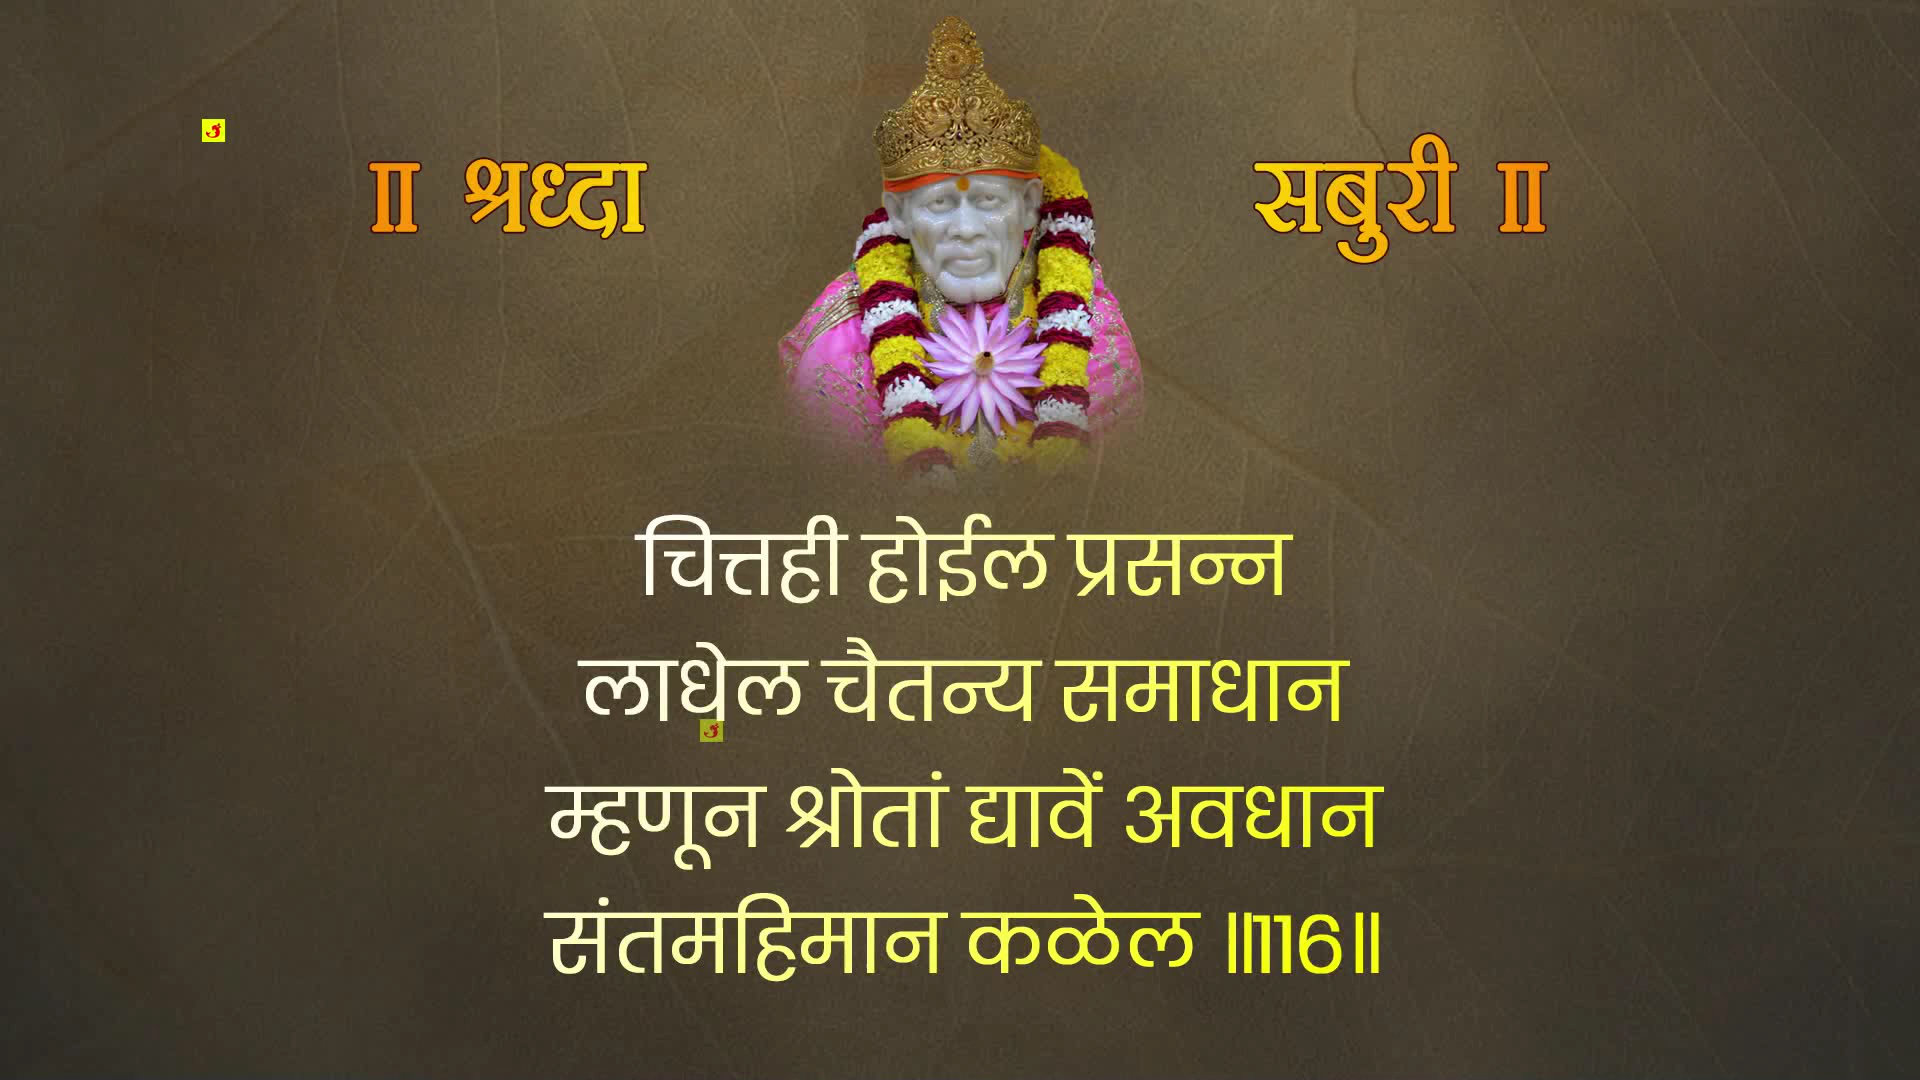 ॥ श्रध्दा सबुरी ॥
चित्तही होईल प्रसन्न
लाधेल चैतन्य समाधान
म्हणून श्रोतां द्यावें अवधान
संतमहिमान कळेल ॥116॥